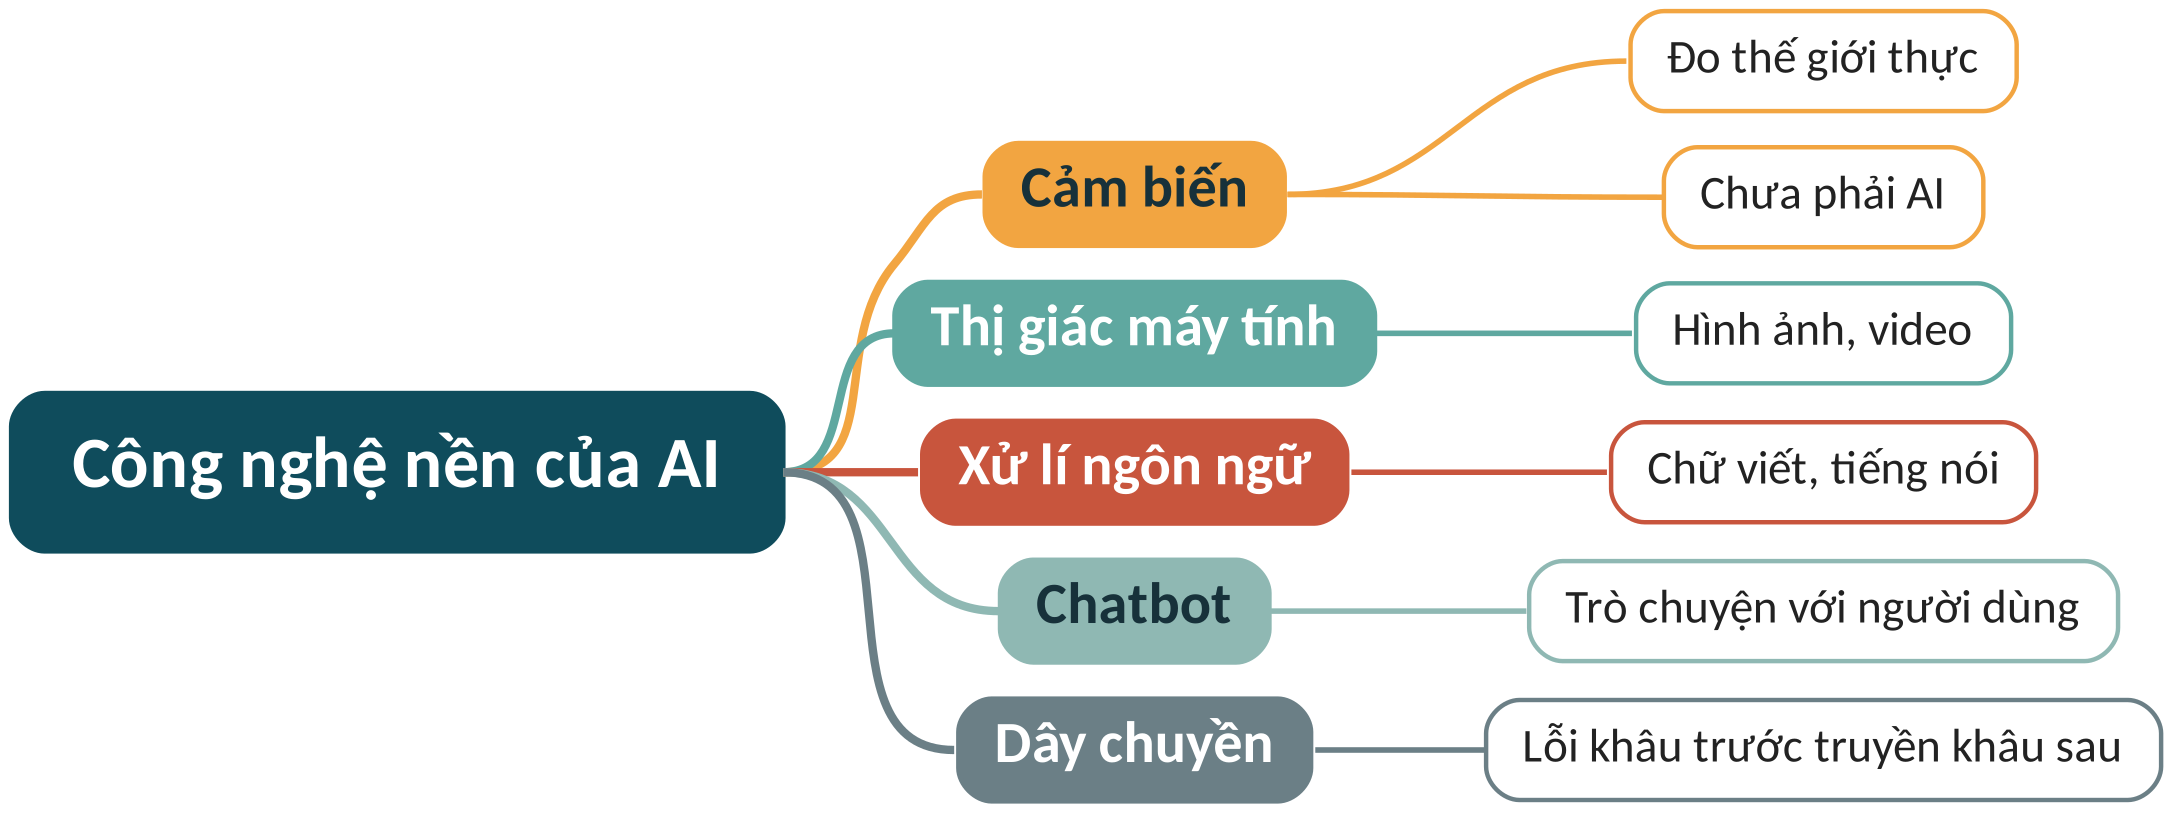 Công nghệ nền của AI
Cảm biến
Đo thế giới thực
Chưa phải AI
Thị giác máy tính
Hình ảnh, video
Xử lí ngôn ngữ
Chữ viết, tiếng nói
Chatbot
Trò chuyện với người dùng
Dây chuyền
Lỗi khâu trước truyền khâu sau